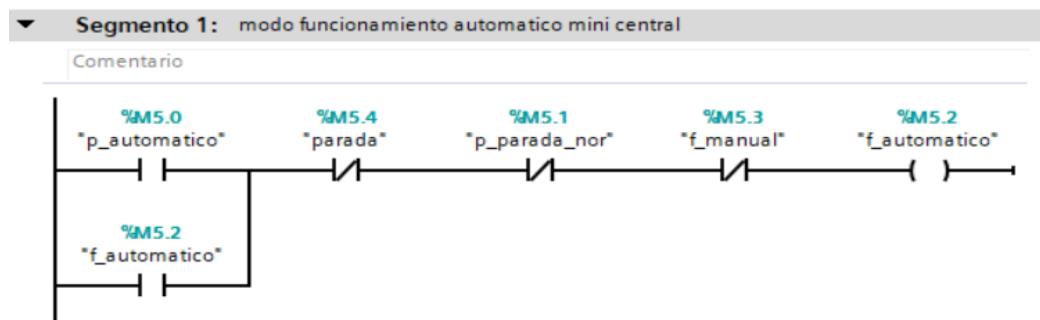 Segmento 1: modo funcionamiento automatico mini central
Comentario
%M5.0 %M5.4 %M5.1 %M5.3 %M5.2
"p_automatico" "parada" "p_parada_nor" "f_manual" "f_automatico"
%M5.2
"f_automatico"